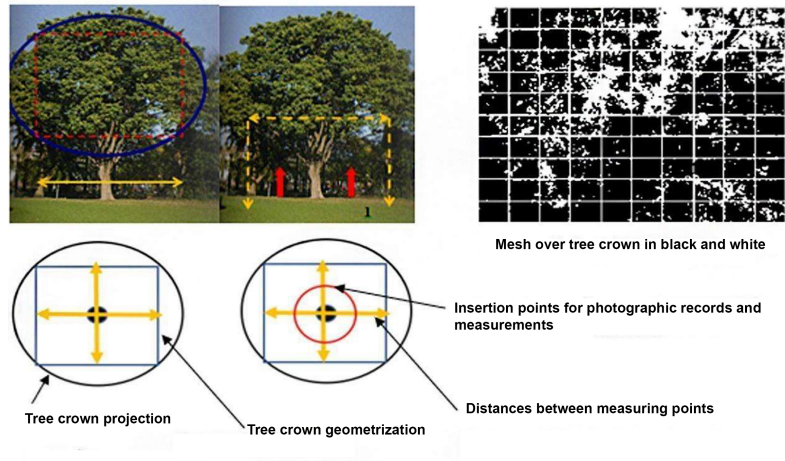 1
Mesh over tree crown in black and white
Insertion points for photographic records and
measurements
Distances between measuring points
Tree crown projection
Tree crown geometrization